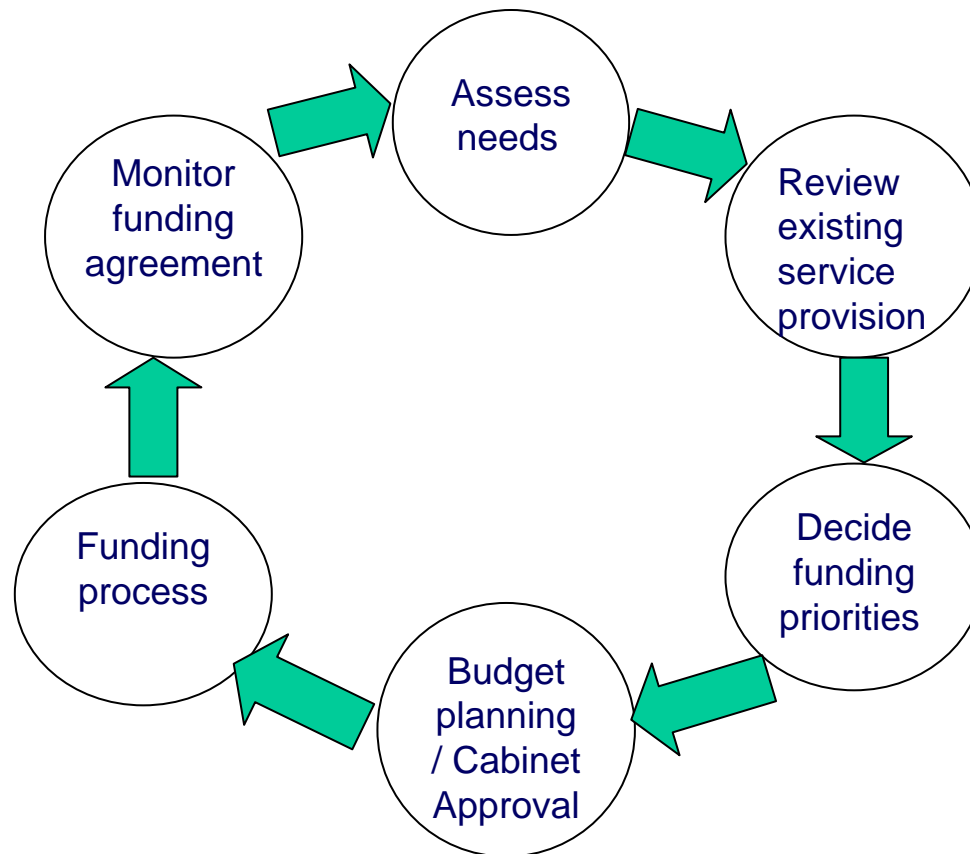 Assess
needs
Review
existing
service
provision
Decide
funding
priorities
Budget
planning
/ Cabinet
Approval
Funding
process
Monitor
funding
agreement